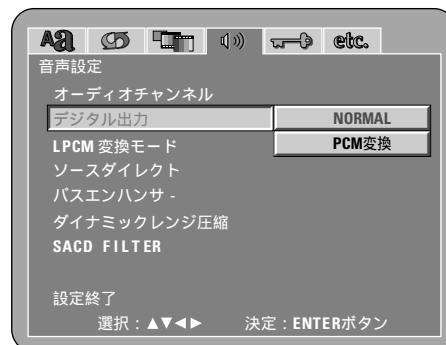 Aa etc.
音声設定
オーディオチャンネル
デジタル出力 NORMAL
LPCM 変換モード PCM変換
ソースダイレクト
バスエンハンサ -
ダイナミックレンジ圧縮
SACD FILTER
設定終了
選択：▲▼◀▶ 決定：ENTERボタン